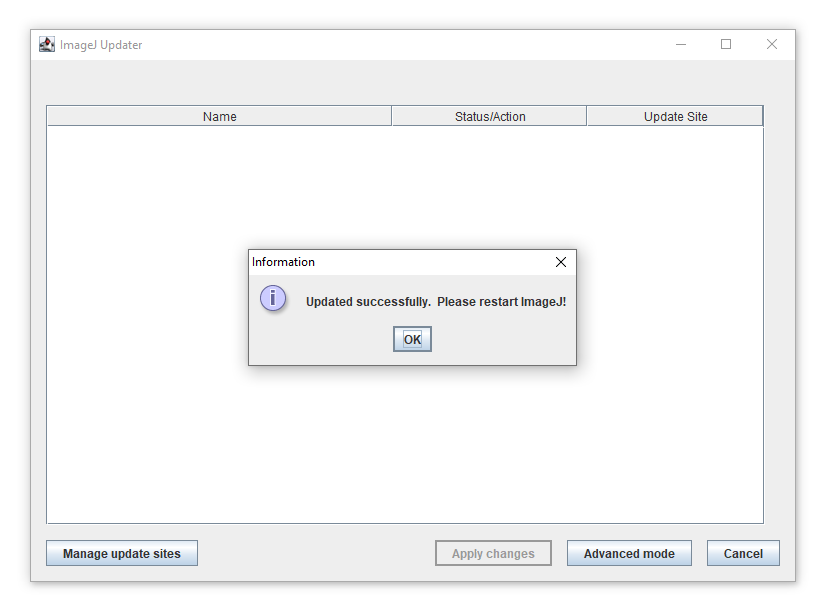 ImageJ Updater
Name Status/Action Update Site
Information
i
Updated successfully. Please restart ImageJ!
OK
Manage update sites Apply changes Advanced mode Cancel